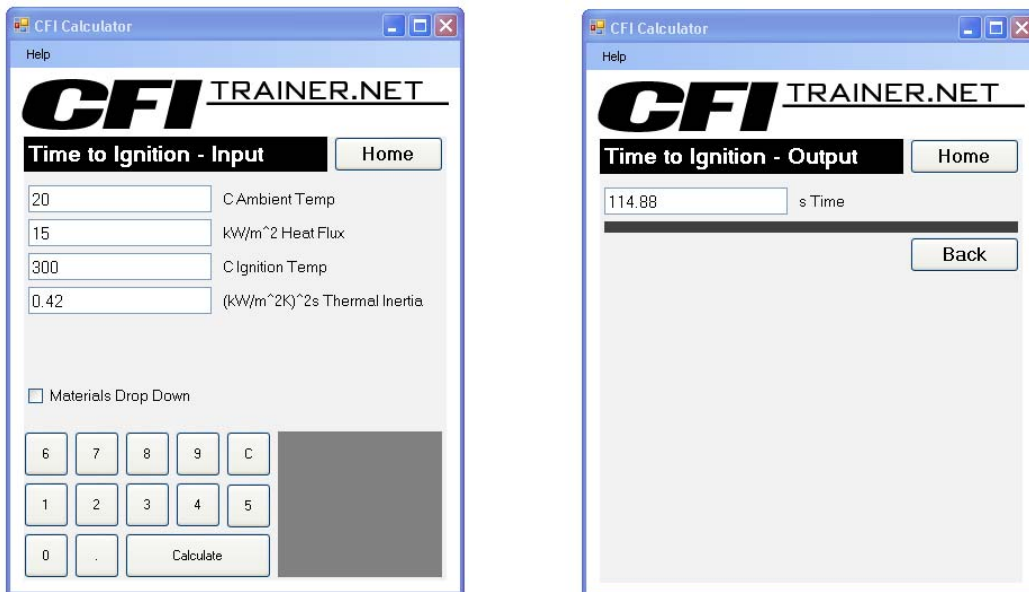 CFI Calculator
Help
CFI TRAINER.NET
Time to Ignition - Input
Home
20 C Ambient Temp
15 kW/m^2 Heat Flux
300 C Ignition Temp
0.42 (kW/m^2K)^2s Thermal Inertia
Materials Drop Down
6 7 8 9 C
1 2 3 4 5
0 . Calculate
CFI Calculator
Help
CFI TRAINER.NET
Time to Ignition - Output
Home
114.88 s Time
Back